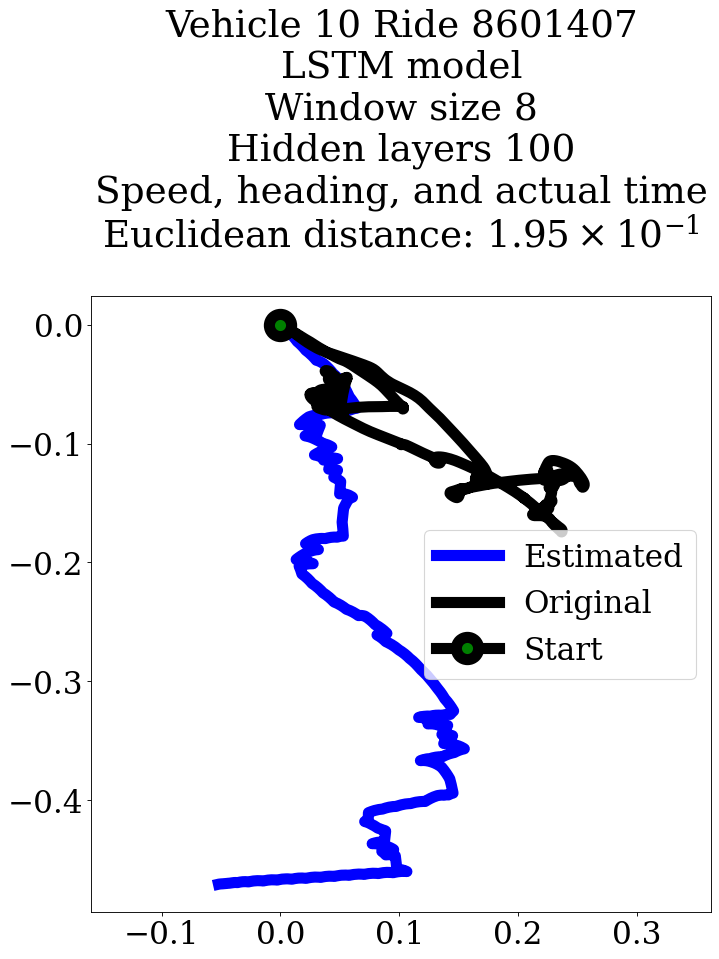 Vehicle 10 Ride 8601407
LSTM model
Window size 8
Hidden layers 100
Speed, heading, and actual time
Euclidean distance: 1.95 × 10⁻¹
0.0
−0.1
−0.2
−0.3
−0.4
Estimated
Original
Start
−0.1 0.0 0.1 0.2 0.3